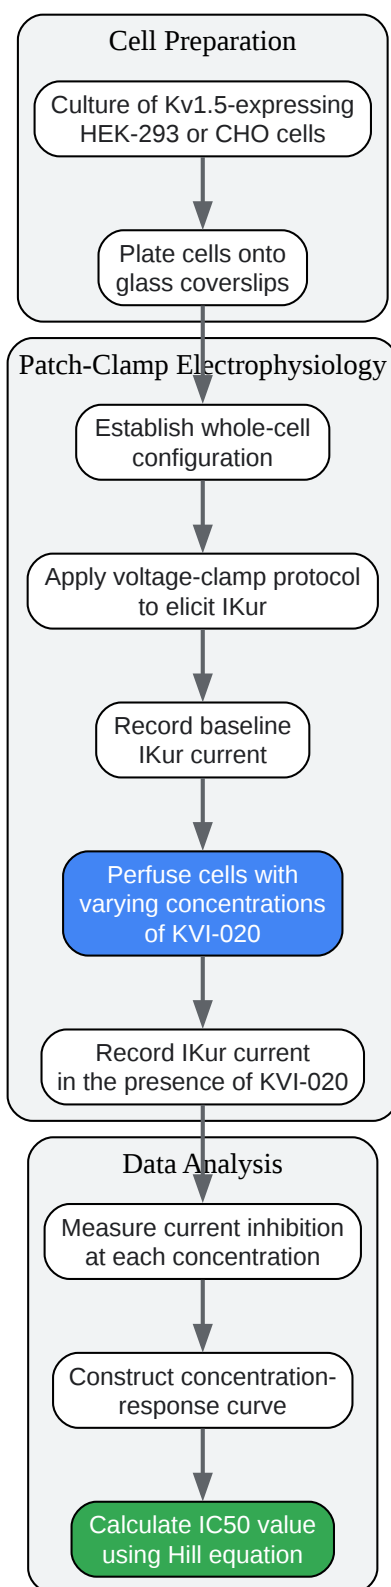 Cell Preparation
Culture of Kv1.5-expressing
HEK-293 or CHO cells
Plate cells onto
glass coverslips
Patch-Clamp Electrophysiology
Establish whole-cell
configuration
Apply voltage-clamp protocol
to elicit IKur
Record baseline
IKur current
Perfuse cells with
varying concentrations
of KVI-020
Record IKur current
in the presence of KVI-020
Data Analysis
Measure current inhibition
at each concentration
Construct concentration-
response curve
Calculate IC50 value
using Hill equation